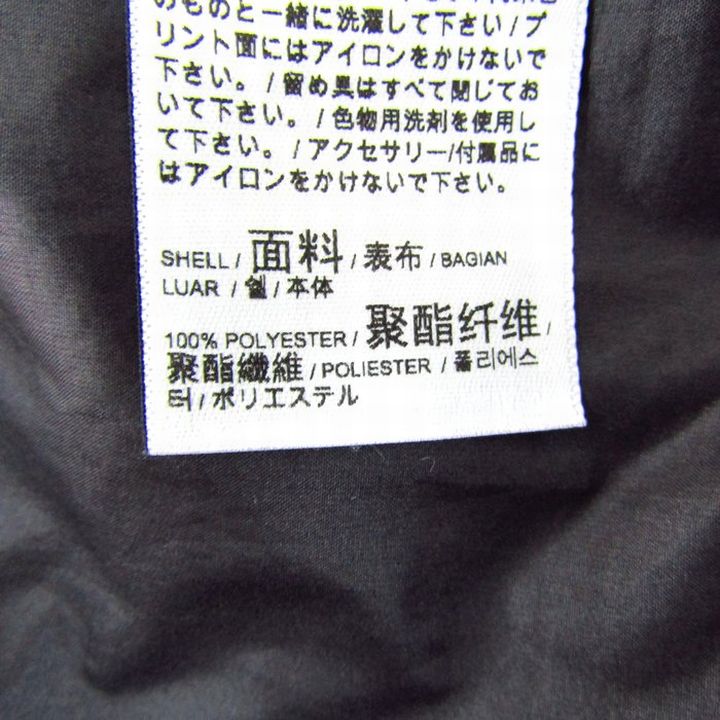 のものと一緒に洗濯して下さい/プ
リント面にはアイロンをかけないで
下さい。/留め具はすべて閉じてお
いて下さい。/色物用洗剤を使用し
て下さい。/アクセサリー/付属品に
はアイロンをかけないで下さい。
SHELL / 面料 / 表布 / BAGIAN
LUAR / 쉘 / 本体
100% POLYESTER / 聚酯纤维 /
聚酯纖維 / POLIESTER / 폴리에스
터 / ポリエステル